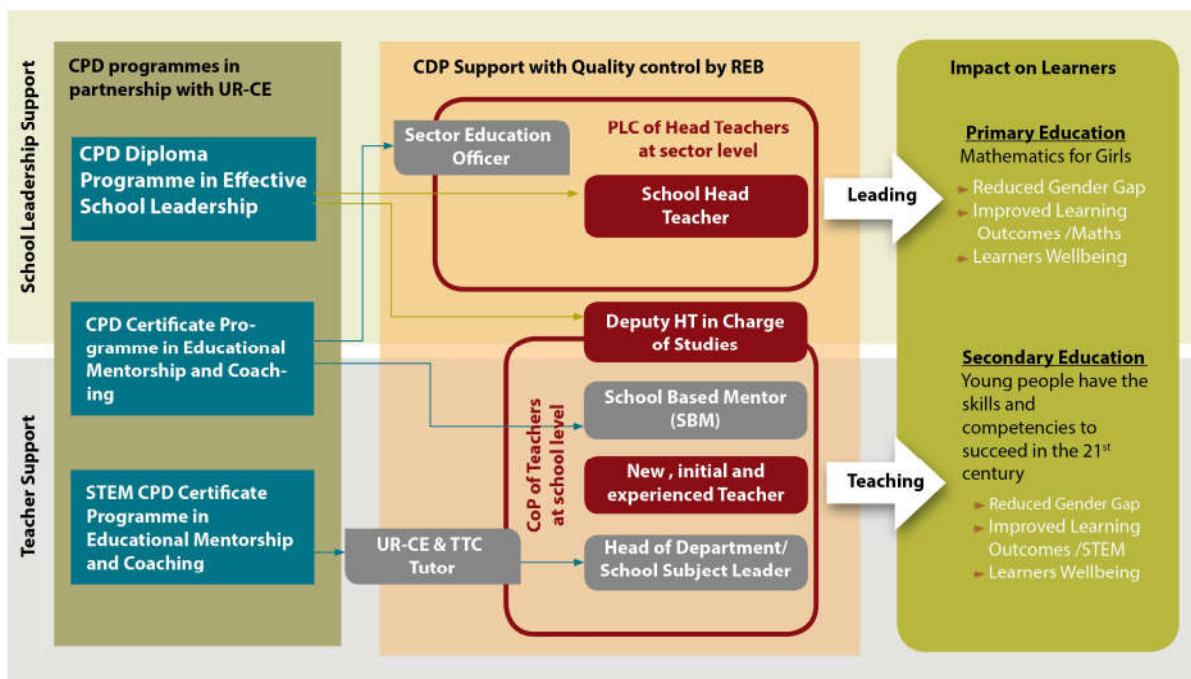 School Leadership Support
Teacher Support
CPD programmes in
partnership with UR-CE
CPD Diploma
Programme in Effective
School Leadership
CPD Certificate Pro-
gramme in Educational
Mentorship and Coach-
ing
STEM CPD Certificate
Programme in
Educational Mentorship
and Coaching
CDP Support with Quality control by REB
Sector Education
Officer
PLC of Head Teachers
at sector level
School Head
Teacher
Deputy HT in Charge
of Studies
CoP of Teachers
at school level
School Based Mentor
(SBM)
New , initial and
experienced Teacher
UR-CE & TTC
Tutor
Head of Department/
School Subject Leader
Leading
Teaching
Impact on Learners
Primary Education
Mathematics for Girls
Reduced Gender Gap
Improved Learning
Outcomes /Maths
Learners Wellbeing
Secondary Education
Young people have the
skills and
competencies to
succeed in the 21st
century
Reduced Gender Gap
Improved Learning
Outcomes /STEM
Learners Wellbeing